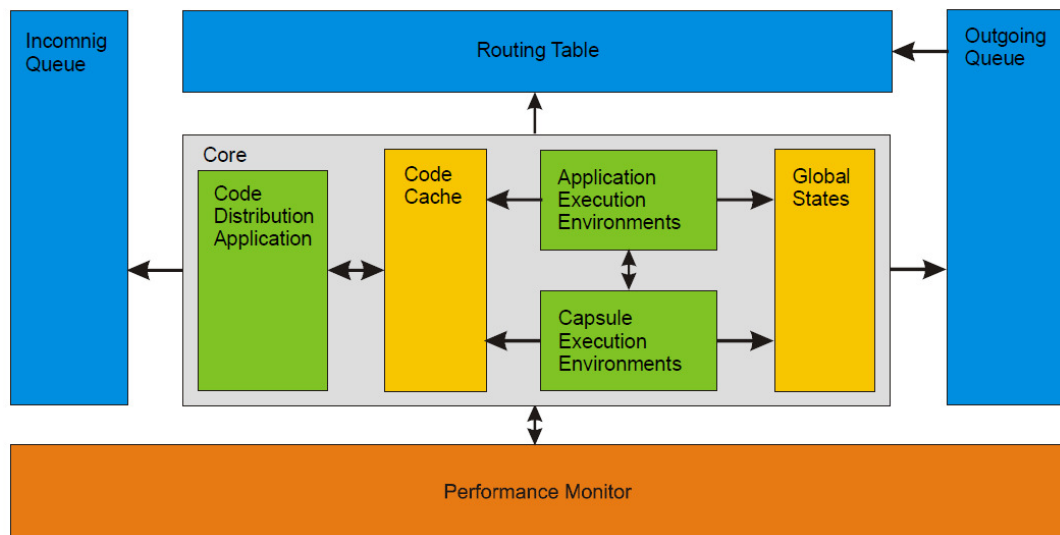 Incomnig
Queue
Routing Table
Outgoing
Queue
Core
Code
Distribution
Application
Code
Cache
Application
Execution
Environments
Global
States
Capsule
Execution
Environments
Performance Monitor